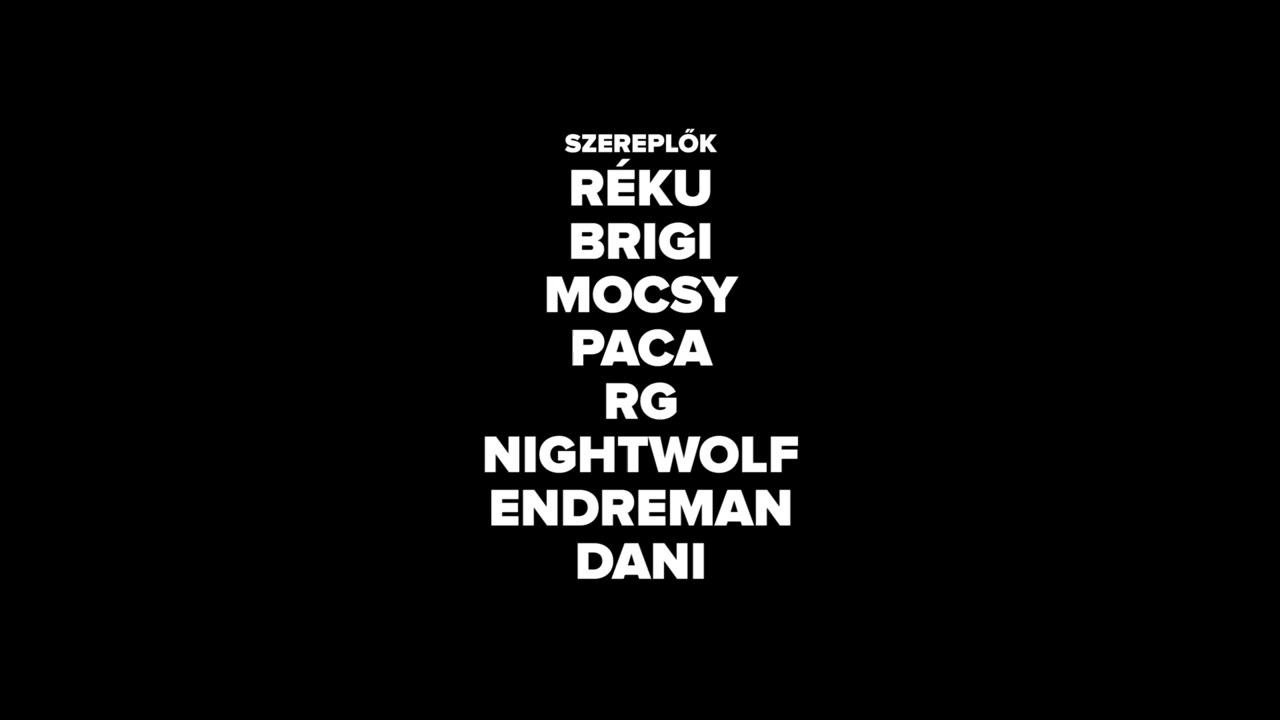 SZEREPLŐK
RÉKU
BRIGI
MOCSY
PACA
RG
NIGHTWOLF
ENDREMAN
DANI